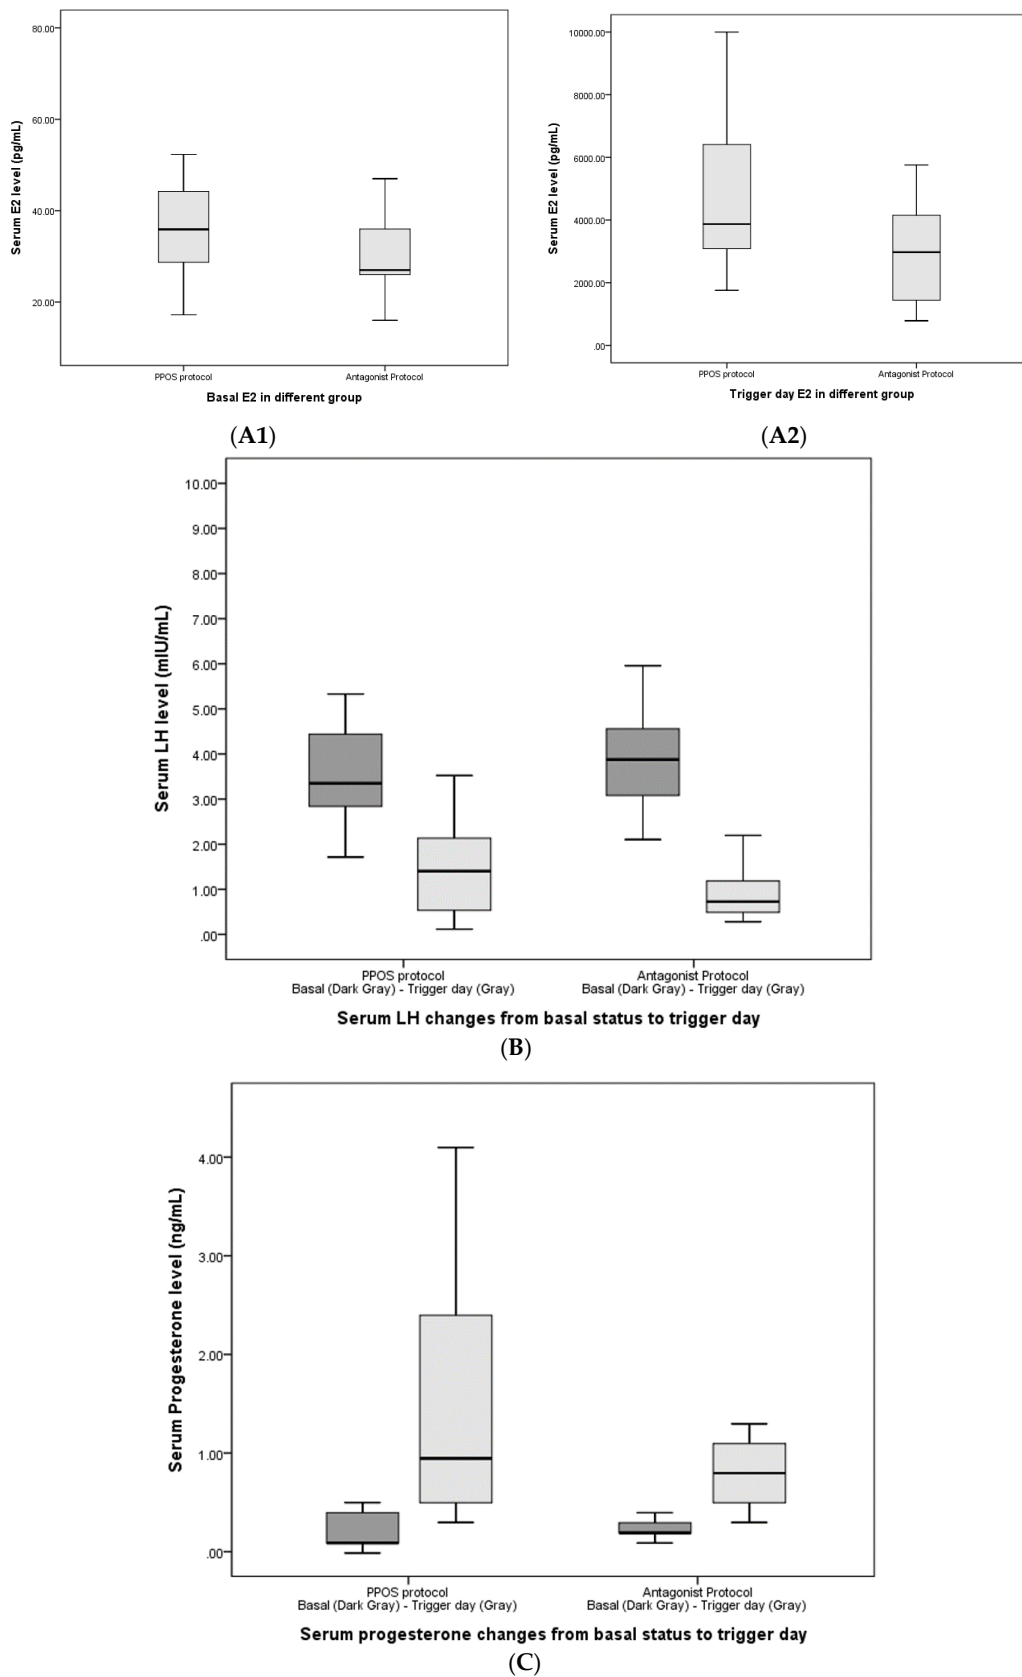 80.00
60.00
40.00
20.00
Serum E2 level (pg/mL)
PPOS protocol
Antagonist Protocol
Basal E2 in different group
(A1)
10000.00
8000.00
6000.00
4000.00
2000.00
.00
Serum E2 level (pg/mL)
PPOS protocol
Antagonist Protocol
Trigger day E2 in different group
(A2)
10.00
9.00
8.00
7.00
6.00
5.00
4.00
3.00
2.00
1.00
.00
Serum LH level (mIU/mL)
PPOS protocol
Basal (Dark Gray) - Trigger day (Gray)
Antagonist Protocol
Basal (Dark Gray) - Trigger day (Gray)
Serum LH changes from basal status to trigger day
(B)
4.00
3.00
2.00
1.00
.00
Serum Progesterone level (ng/mL)
PPOS protocol
Basal (Dark Gray) - Trigger day (Gray)
Antagonist Protocol
Basal (Dark Gray) - Trigger day (Gray)
Serum progesterone changes from basal status to trigger day
(C)